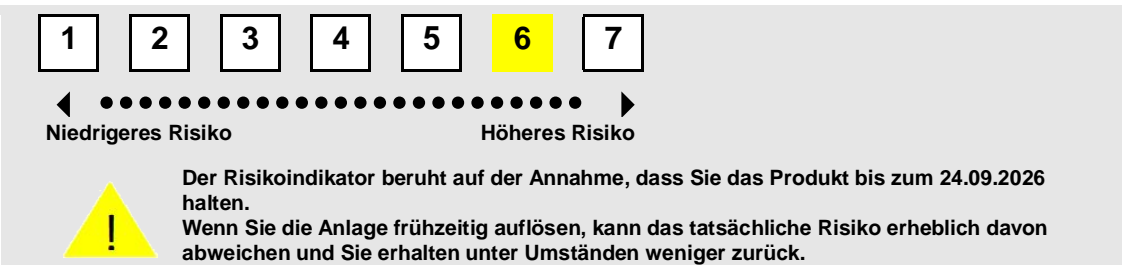 1 2 3 4 5 6 7
Niedrigeres Risiko Höheres Risiko
Der Risikoindikator beruht auf der Annahme, dass Sie das Produkt bis zum 24.09.2026
halten.
Wenn Sie die Anlage frühzeitig auflösen, kann das tatsächliche Risiko erheblich davon
abweichen und Sie erhalten unter Umständen weniger zurück.
!